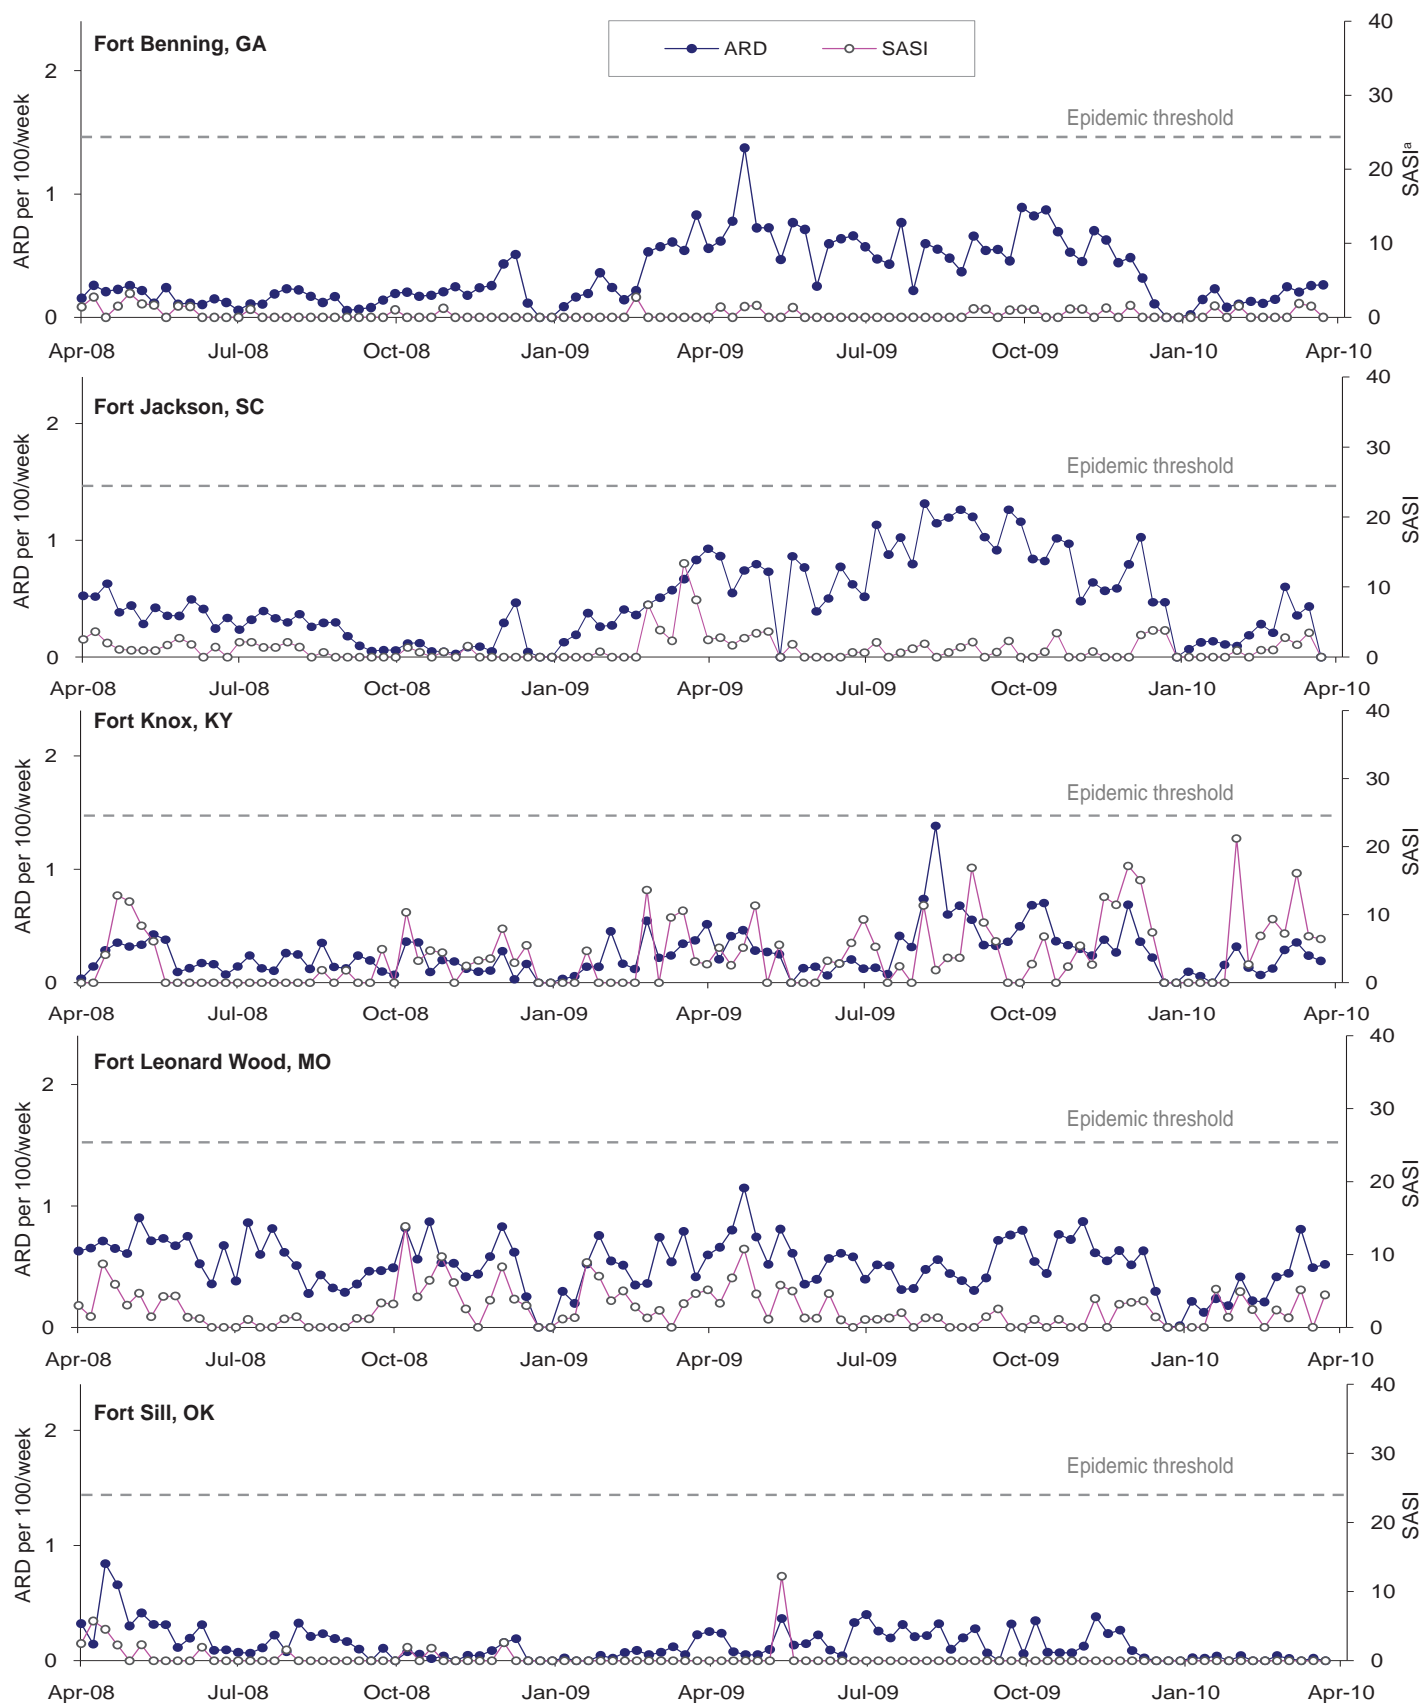 Fort Benning, GA
ARD SASI
Epidemic threshold
ARD per 100/week
2
1
0
SASIa
40
30
20
10
0
Apr-08 Jul-08 Oct-08 Jan-09 Apr-09 Jul-09 Oct-09 Jan-10 Apr-10
Fort Jackson, SC
Epidemic threshold
ARD per 100/week
2
1
0
SASI
40
30
20
10
0
Apr-08 Jul-08 Oct-08 Jan-09 Apr-09 Jul-09 Oct-09 Jan-10 Apr-10
Fort Knox, KY
Epidemic threshold
ARD per 100/week
2
1
0
SASI
40
30
20
10
0
Apr-08 Jul-08 Oct-08 Jan-09 Apr-09 Jul-09 Oct-09 Jan-10 Apr-10
Fort Leonard Wood, MO
Epidemic threshold
ARD per 100/week
2
1
0
SASI
40
30
20
10
0
Apr-08 Jul-08 Oct-08 Jan-09 Apr-09 Jul-09 Oct-09 Jan-10 Apr-10
Fort Sill, OK
Epidemic threshold
ARD per 100/week
2
1
0
SASI
40
30
20
10
0
Apr-08 Jul-08 Oct-08 Jan-09 Apr-09 Jul-09 Oct-09 Jan-10 Apr-10